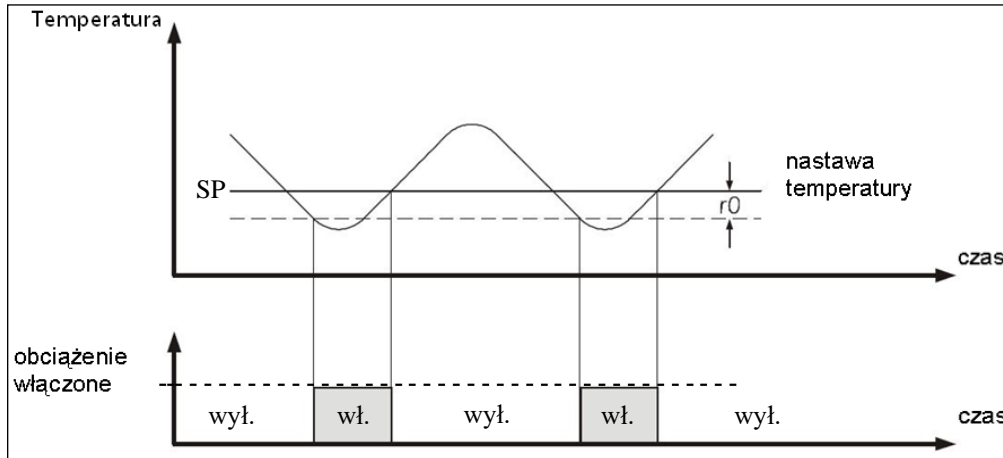 Temperatura
SP
nastawa
temperatury
r0
czas
obciążenie
włączone
wył.
wł.
wył.
wł.
wył.
czas